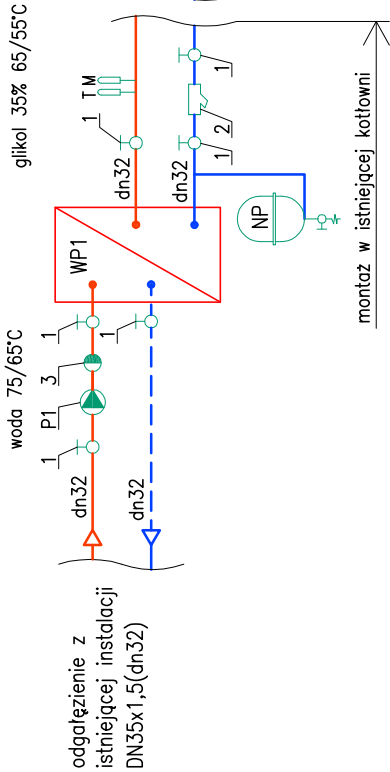 glikol 35% 65/55°C
woda 75/65°C
T M
1
1
dn32
2
dn32
1
WP1
NP
montaż w istniejącej kotłowni
1
3
P1
1
1
dn32
dn32
odgałęzienie z
istniejącej instalacji
DN35x1,5(dn32)